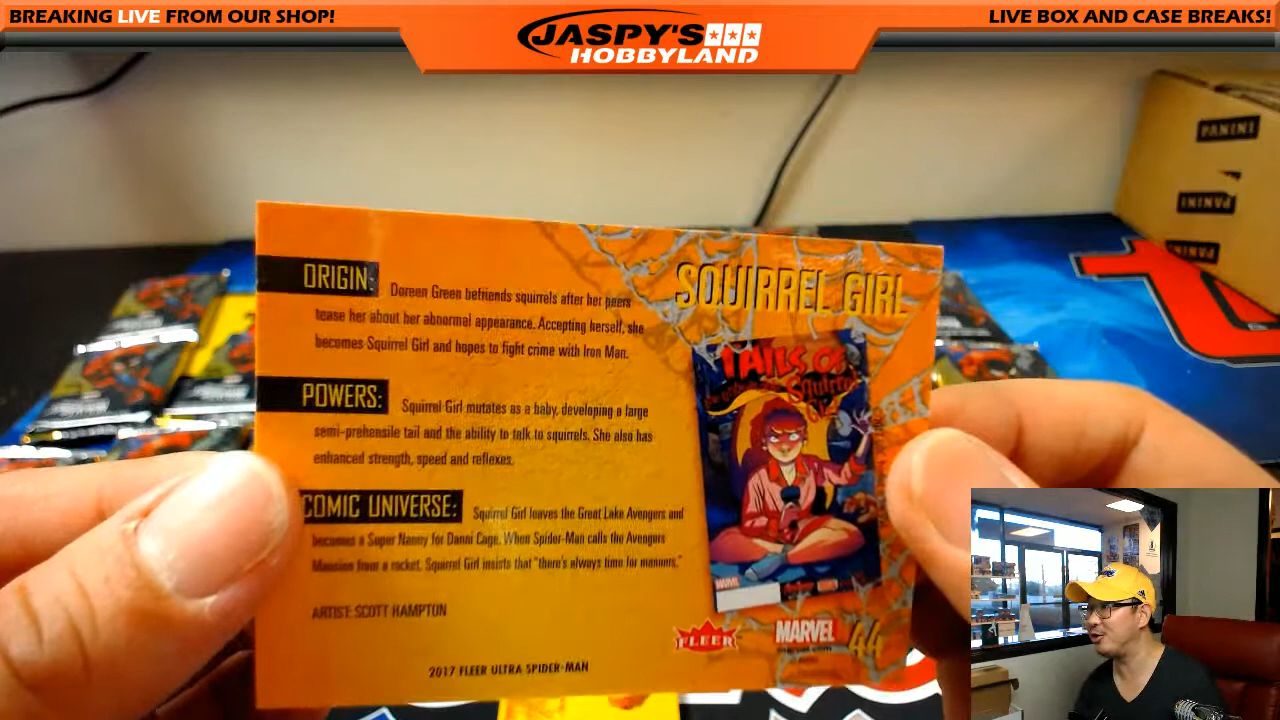 BREAKING LIVE FROM OUR SHOP!
JASPY'S
HOBBYLAND
LIVE BOX AND CASE BREAKS!
PANINI
PANINI
PANINI
SQUIRREL GIRL
ORIGIN: Doreen Green befriends squirrels after her peers
tease her about her abnormal appearance. Accepting herself, she
becomes Squirrel Girl and hopes to fight crime with Iron Man.
POWERS: Squirrel Girl mutates as a baby, developing a large
semi-prehensile tail and the ability to talk to squirrels. She also has
enhanced strength, speed and reflexes.
COMIC UNIVERSE: Squirrel Girl leaves the Great Lake Avengers and
becomes a Super Nanny for Danni Cage. When Spider-Man calls the Avengers
Mansion from a rocket, Squirrel Girl insists that "there's always time for manners."
ARTIST: SCOTT HAMPTON
2017 FLEER ULTRA SPIDER-MAN
TAILS OF
Squirrel
MARVEL
FLEER
MARVEL
44